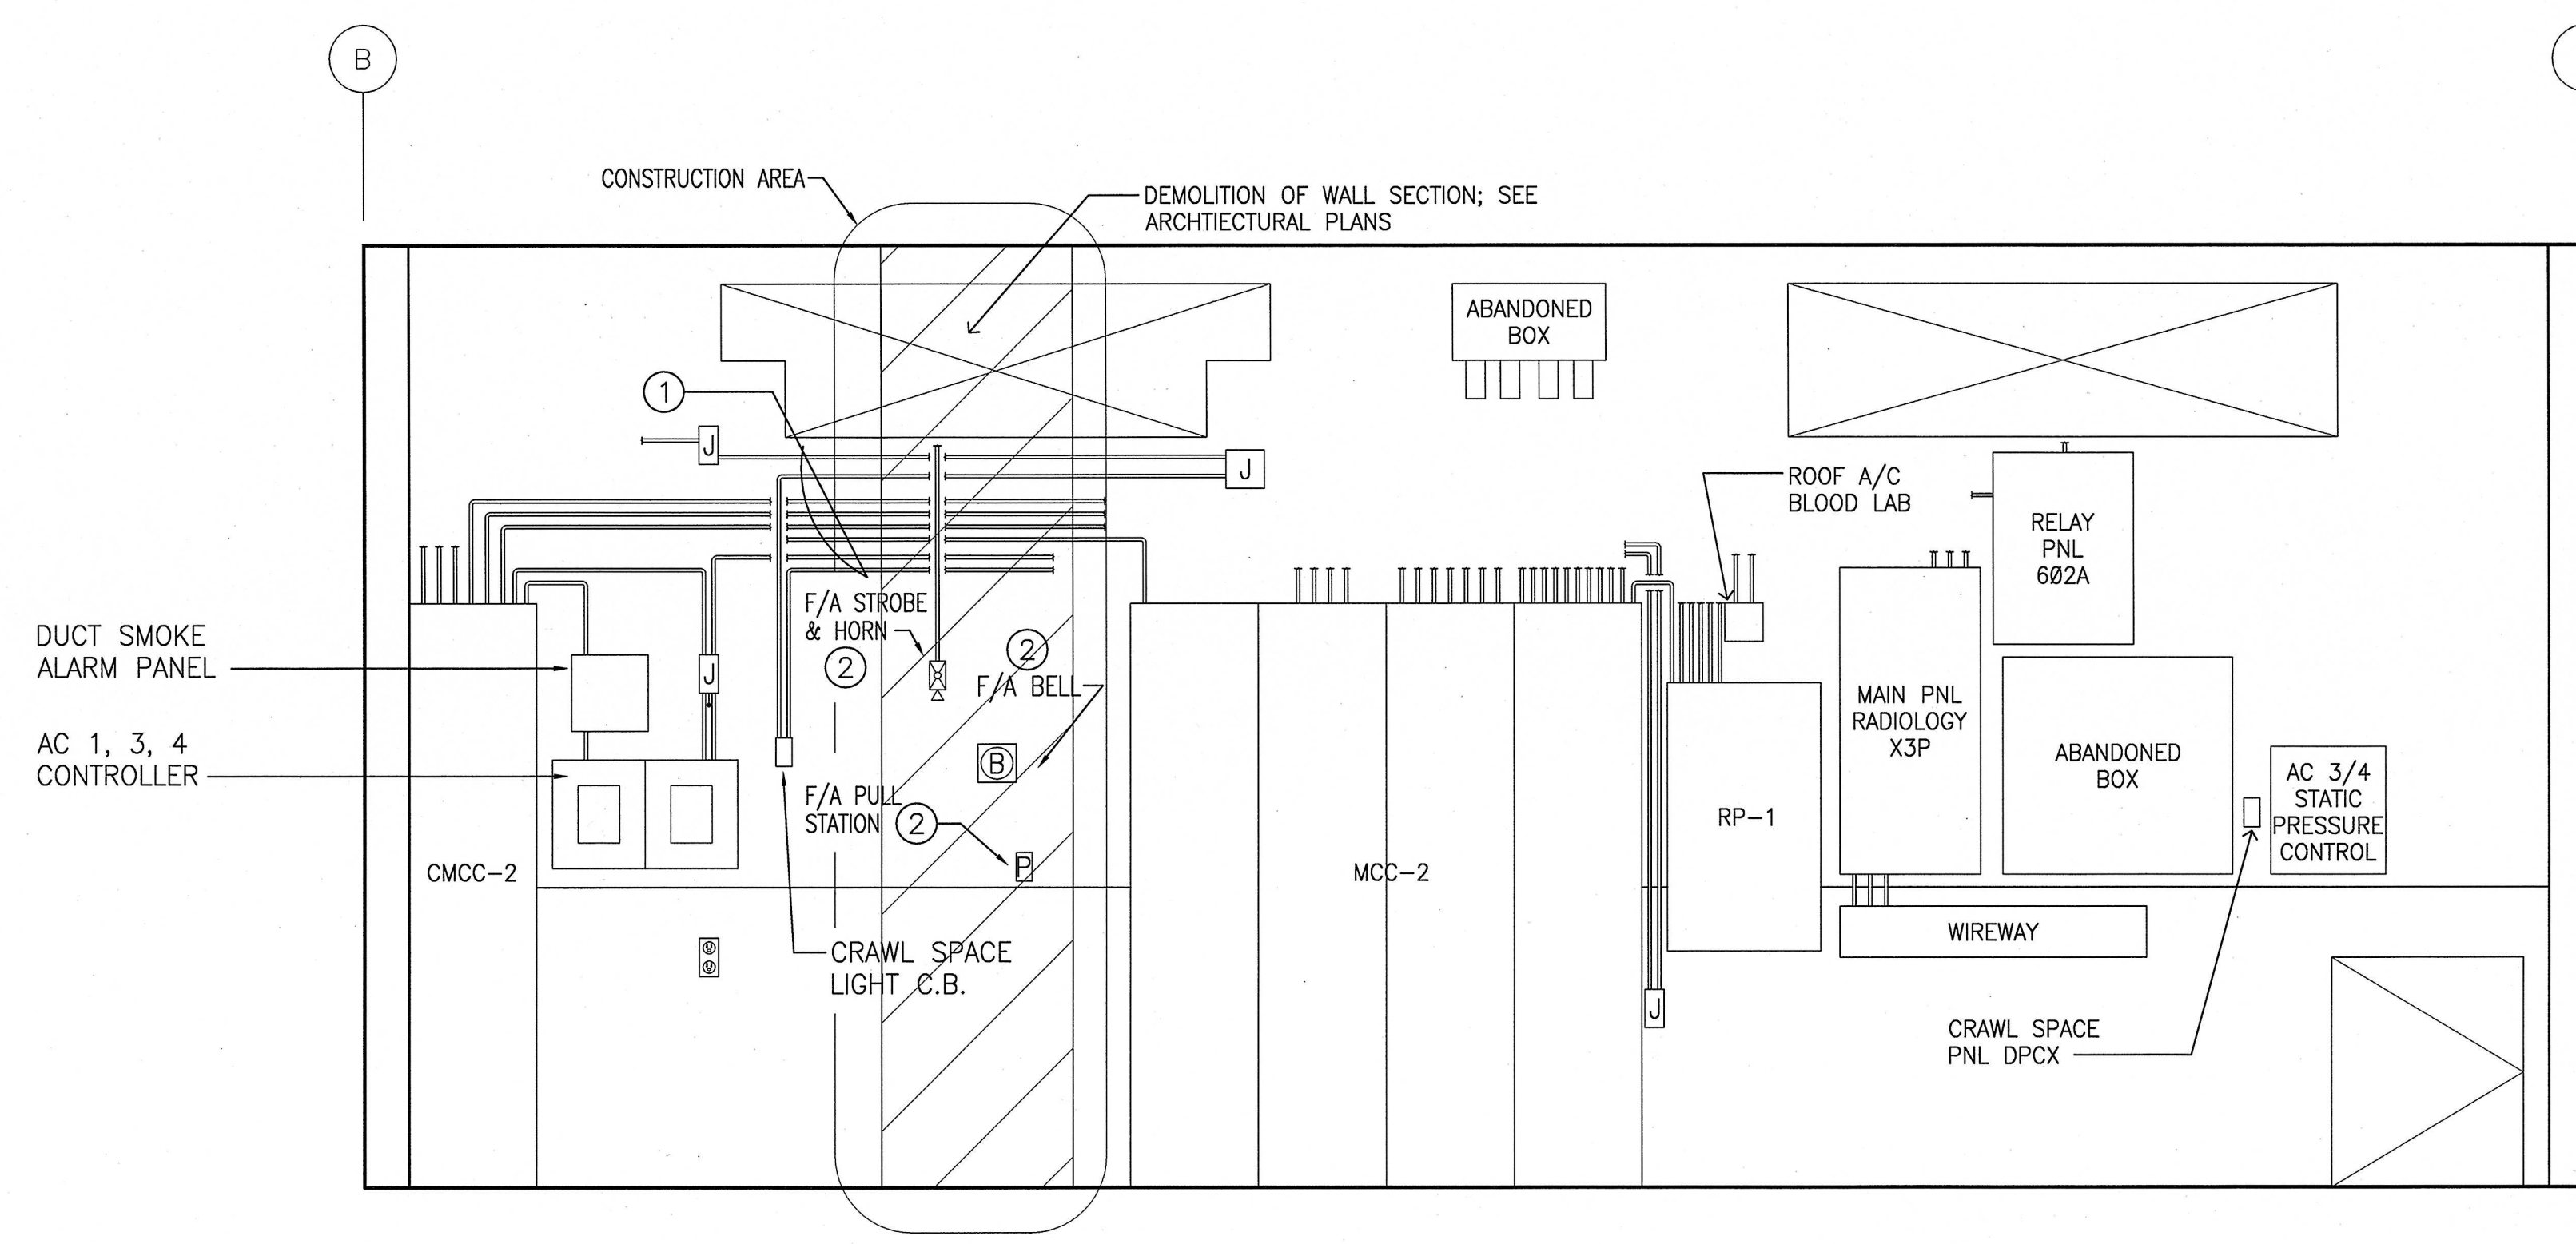 B
CONSTRUCTION AREA
DEMOLITION OF WALL SECTION; SEE
ARCHTIECTURAL PLANS
ABANDONED
BOX
1
J
J
ROOF A/C
BLOOD LAB
RELAY
PNL
602A
F/A STROBE
& HORN
2
2
F/A BELL
DUCT SMOKE
ALARM PANEL
J
AC 1, 3, 4
CONTROLLER
B
F/A PULL
STATION
2
P
CMCC-2
MCC-2
RP-1
MAIN PNL
RADIOLOGY
X3P
ABANDONED
BOX
AC 3/4
STATIC
PRESSURE
CONTROL
WIREWAY
CRAWL SPACE
LIGHT C.B.
J
CRAWL SPACE
PNL DPCX